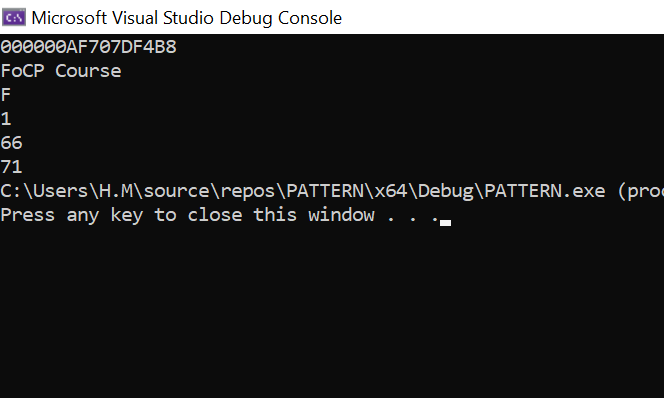 Microsoft Visual Studio Debug Console
000000AF707DF4B8
FoCP Course
F
1
66
71
C:\Users\H.M\source\repos\PATTERN\x64\Debug\PATTERN.exe (proc
Press any key to close this window . . .